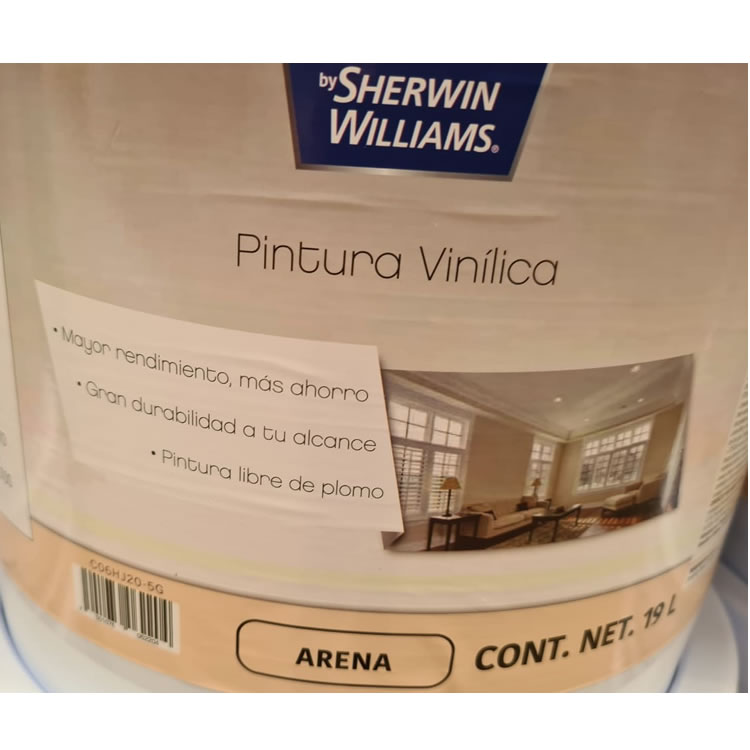 by SHERWIN
WILLIAMS®
Pintura Vinílica
• Mayor rendimiento, más ahorro
• Gran durabilidad a tu alcance
• Pintura libre de plomo
C06HJ20-5G
ARENA
CONT. NET. 19 L